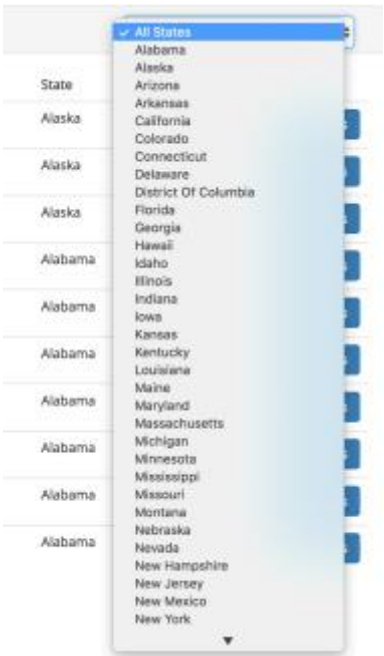 ✓ All States
Alabama
Alaska
Arizona
Arkansas
California
Colorado
Connecticut
Delaware
District Of Columbia
Florida
Georgia
Hawaii
Idaho
Illinois
Indiana
Iowa
Kansas
Kentucky
Louisiana
Maine
Maryland
Massachusetts
Michigan
Minnesota
Mississippi
Missouri
Montana
Nebraska
Nevada
New Hampshire
New Jersey
New Mexico
New York
State
Alaska
Alaska
Alaska
Alabama
Alabama
Alabama
Alabama
Alabama
Alabama
Alabama